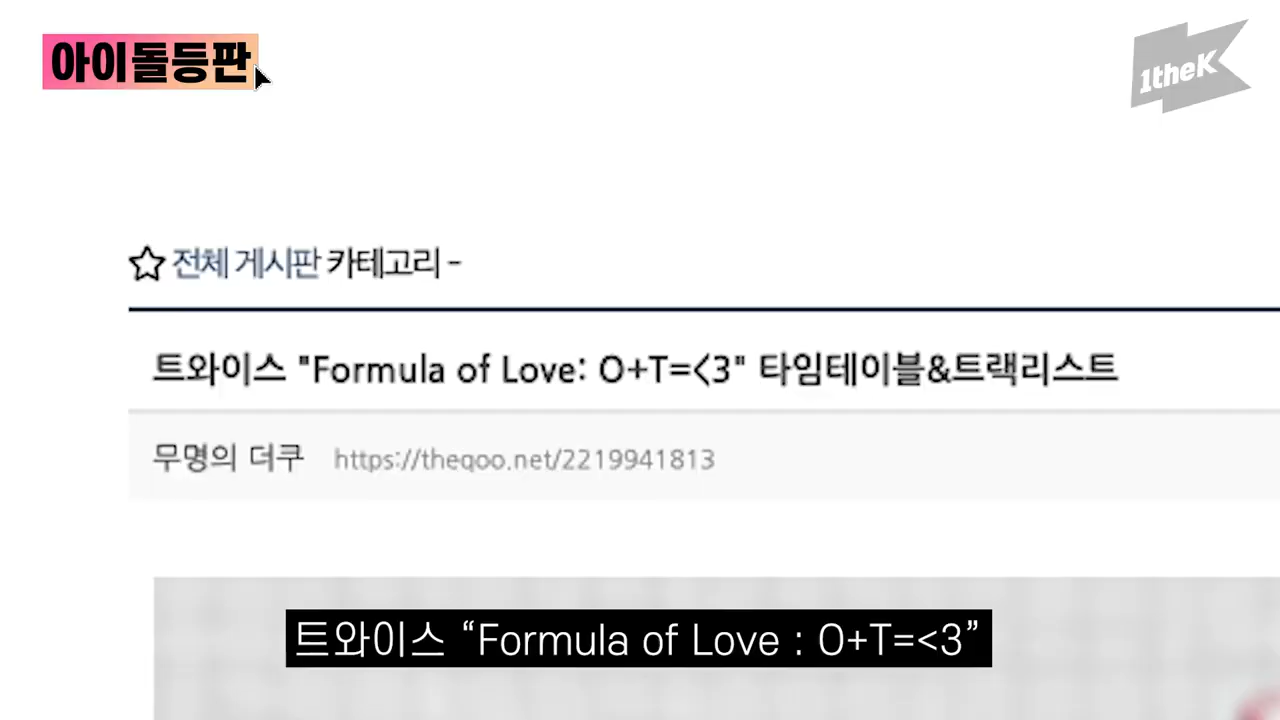 아이돌등판
1theK
전체 게시판 카테고리 -
트와이스 "Formula of Love: O+T=<3" 타임테이블&트랙리스트
무명의 더쿠 https://theqoo.net/2219941813
트와이스 “Formula of Love : O+T=<3”